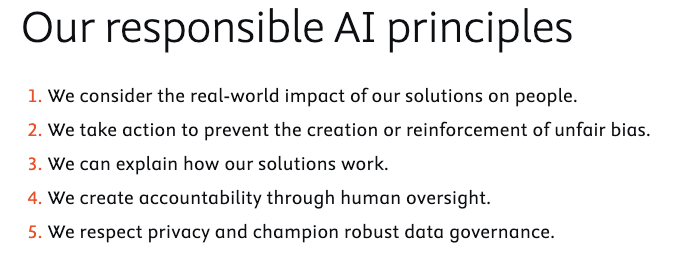 Our responsible AI principles
1. We consider the real-world impact of our solutions on people.
2. We take action to prevent the creation or reinforcement of unfair bias.
3. We can explain how our solutions work.
4. We create accountability through human oversight.
5. We respect privacy and champion robust data governance.